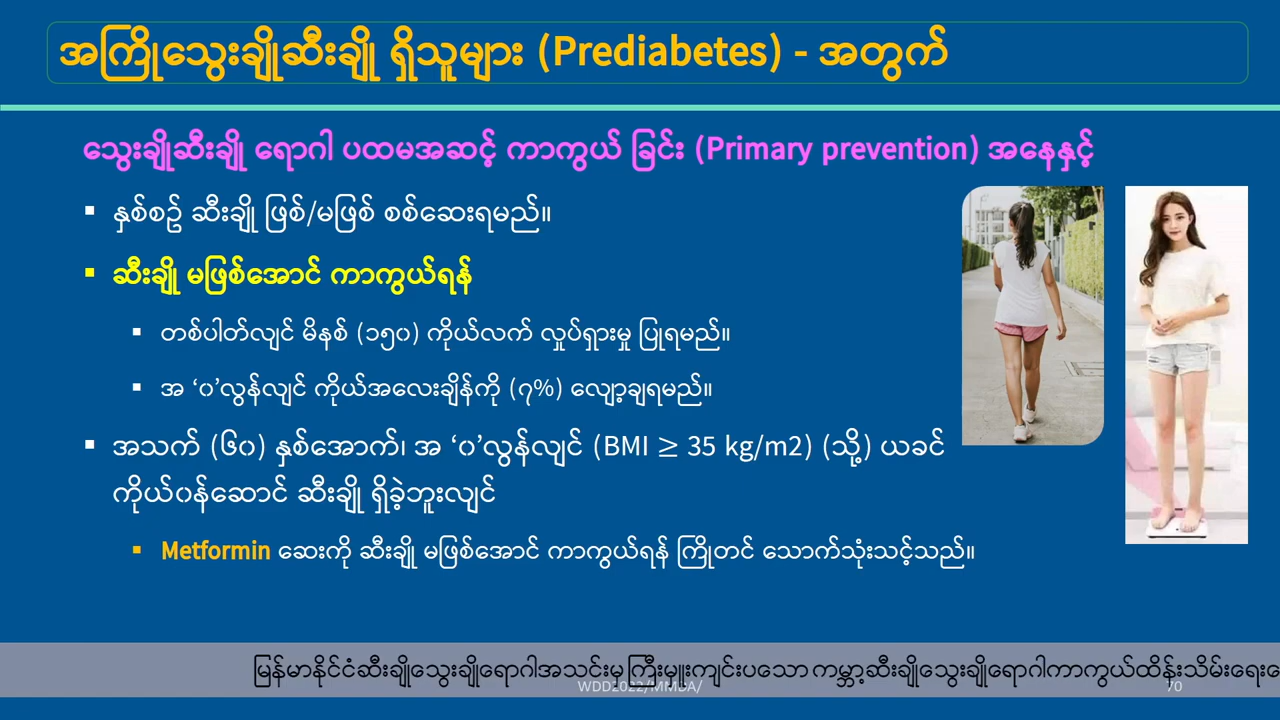 အကြိုသွေးချိုဆီးချို ရှိသူများ (Prediabetes) - အတွက်
သွေးချိုဆီးချို ရောဂါ ပထမအဆင့် ကာကွယ် ခြင်း (Primary prevention) အနေနှင့်
▪ နှစ်စဥ် ဆီးချို ဖြစ်/မဖြစ် စစ်ဆေးရမည်။
▪ ဆီးချို မဖြစ်အောင် ကာကွယ်ရန်
▪ တစ်ပါတ်လျင် မိနစ် (၁၅၀) ကိုယ်လက် လှုပ်ရှားမှု ပြုရမည်။
▪ အ ‘ဝ’လွန်လျင် ကိုယ်အလေးချိန်ကို (၇%) လျော့ချရမည်။
▪ အသက် (၆၀) နှစ်အောက်၊ အ ‘ဝ’လွန်လျင် (BMI ≥ 35 kg/m2) (သို့) ယခင်
ကိုယ်ဝန်ဆောင် ဆီးချို ရှိခဲ့ဘူးလျင်
▪ Metformin ဆေးကို ဆီးချို မဖြစ်အောင် ကာကွယ်ရန် ကြိုတင် သောက်သုံးသင့်သည်။
မြန်မာနိုင်ငံဆီးချိုသွေးချိုရောဂါအသင်းမှကြီးမှူးကျင်းပသော ကမ္ဘာ့ဆီးချိုသွေးချိုရောဂါကာကွယ်ထိန်းသိမ်းရေး
WDD2022/MMDA/ 70